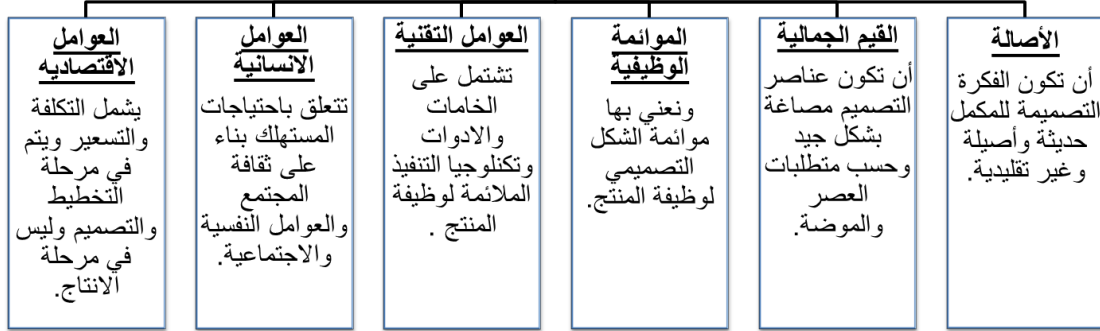 الأصالة
أن تكون الفكرة
التصميمة للمكمل
حديثة وأصيلة
وغير تقليدية.
القيم الجمالية
أن تكون عناصر
التصميم مصاغة
بشكل جيد
وحسب متطلبات
العصر
والموضة.
الموائمة
الوظيفية
ونعني بها
موائمة الشكل
التصميمي
لوظيفة المنتج.
العوامل التقنية
تشتمل على
الخامات
والادوات
وتكنلوجيا التنفيذ
الملائمة لوظيفة
المنتج .
العوامل
الانسانية
تتعلق باحتياجات
المستهلك بناء
على ثقافة
المجتمع
والعوامل النفسية
والاجتماعية.
العوامل
الاقتصاديه
يشمل التكلفة
والتسعير ويتم
في مرحلة
التخطيط
والتصميم وليس
في مرحلة
الانتاج.